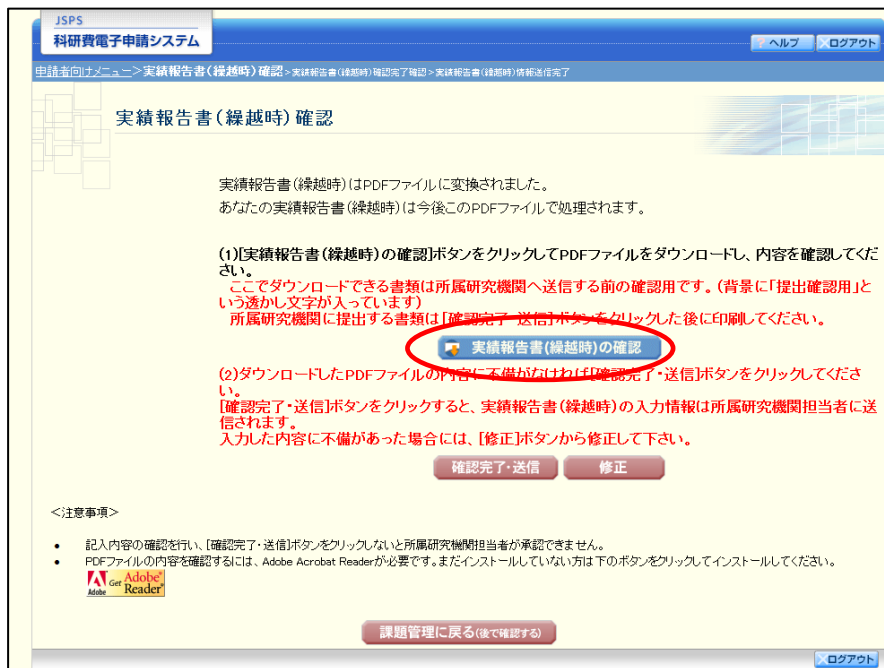 JSPS
科研費電子申請システム
? ヘルプ
×ログアウト
申請者向けメニュー>実績報告書(繰越時)確認>実績報告書(繰越時)確認完了確認>実績報告書(繰越時)情報送信完了
実績報告書(繰越時)確認
実績報告書(繰越時)はPDFファイルに変換されました。
あなたの実績報告書(繰越時)は今後このPDFファイルで処理されます。
(1)[実績報告書(繰越時)の確認]ボタンをクリックしてPDFファイルをダウンロードし、内容を確認してくだ
さい。
ここでダウンロードできる書類は所属研究機関へ送信する前の確認用です。(背景に「提出確認用」と
いう透かし文字が入っています)
所属研究機関に提出する書類は[確認完了・送信]ボタンをクリックした後に印刷してください。
実績報告書(繰越時)の確認
(2)ダウンロードしたPDFファイルの内容に不備がなければ[確認完了・送信]ボタンをクリックしてくださ
い。
[確認完了・送信]ボタンをクリックすると、実績報告書(繰越時)の入力情報は所属研究機関担当者に送
信されます。
入力した内容に不備があった場合には、[修正]ボタンから修正して下さい。
確認完了・送信
修正
<注意事項>
• 記入内容の確認を行い、[確認完了・送信]ボタンをクリックしないと所属研究機関担当者が承認できません。
• PDFファイルの内容を確認するには、Adobe Acrobat Readerが必要です。まだインストールしていない方は下のボタンをクリックしてインストールしてください。
Adobe
Get Adobe® Reader®
課題管理に戻る(後で確認する)
×ログアウト